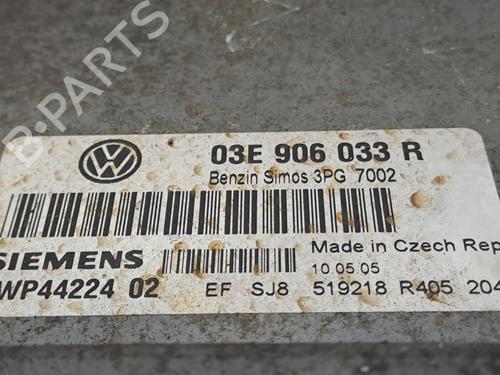 B-PARTS
03E 906 033 R
Benzin Simos 3PG 7002
SIEMENS
Made in Czech Rep
10.05.05
WP44224 02
EF SJ8 519218 R405 204